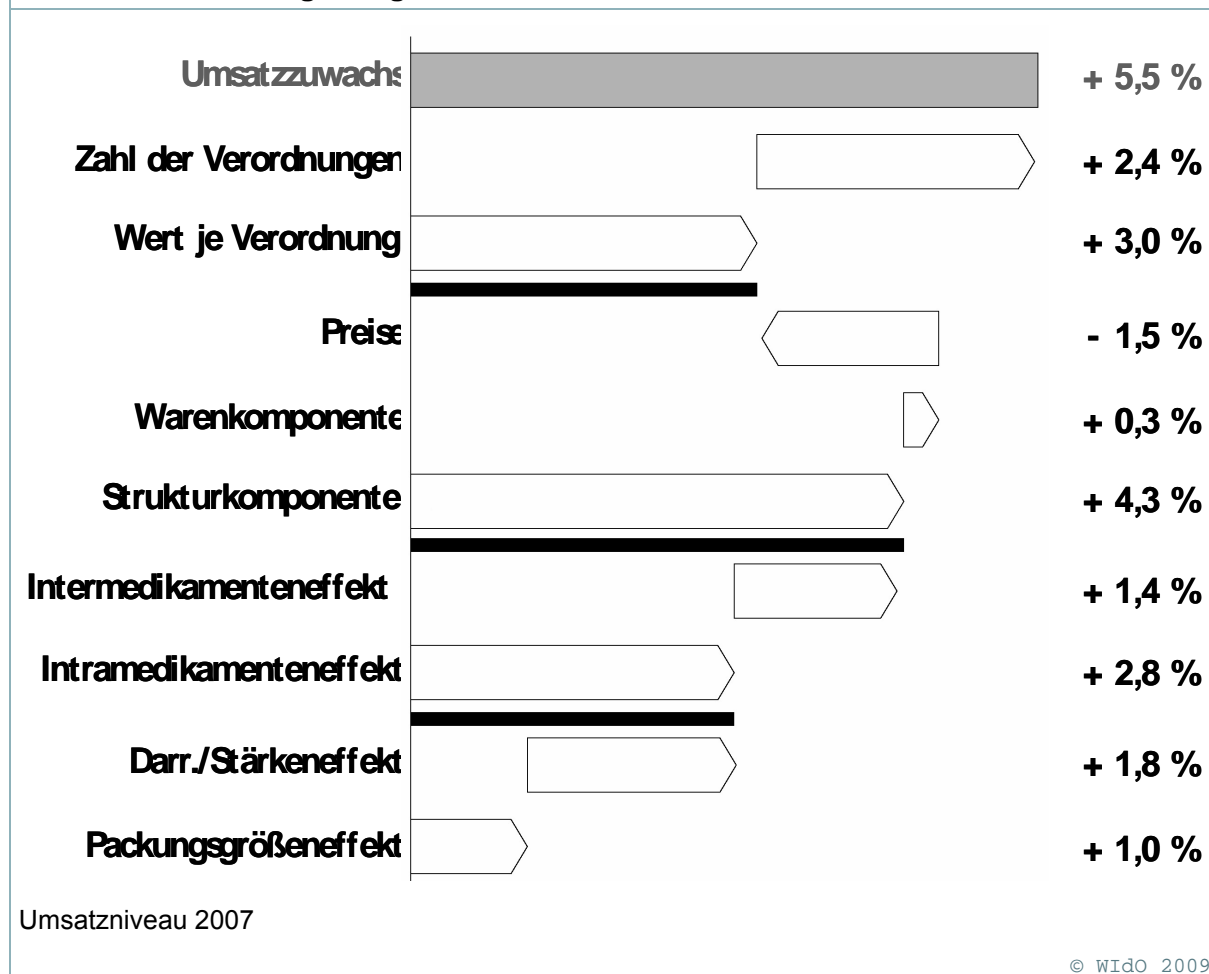 Umsatzzuwachs + 5,5 %
Zahl der Verordnungen + 2,4 %
Wert je Verordnung + 3,0 %
Preise - 1,5 %
Warenkomponente + 0,3 %
Strukturkomponente + 4,3 %
Intermedikamenteneffekt + 1,4 %
Intramedikamenteneffekt + 2,8 %
Darr./Stärkeneffekt + 1,8 %
Packungsgrößeneffekt + 1,0 %
Umsatzniveau 2007
© WIdO 2009